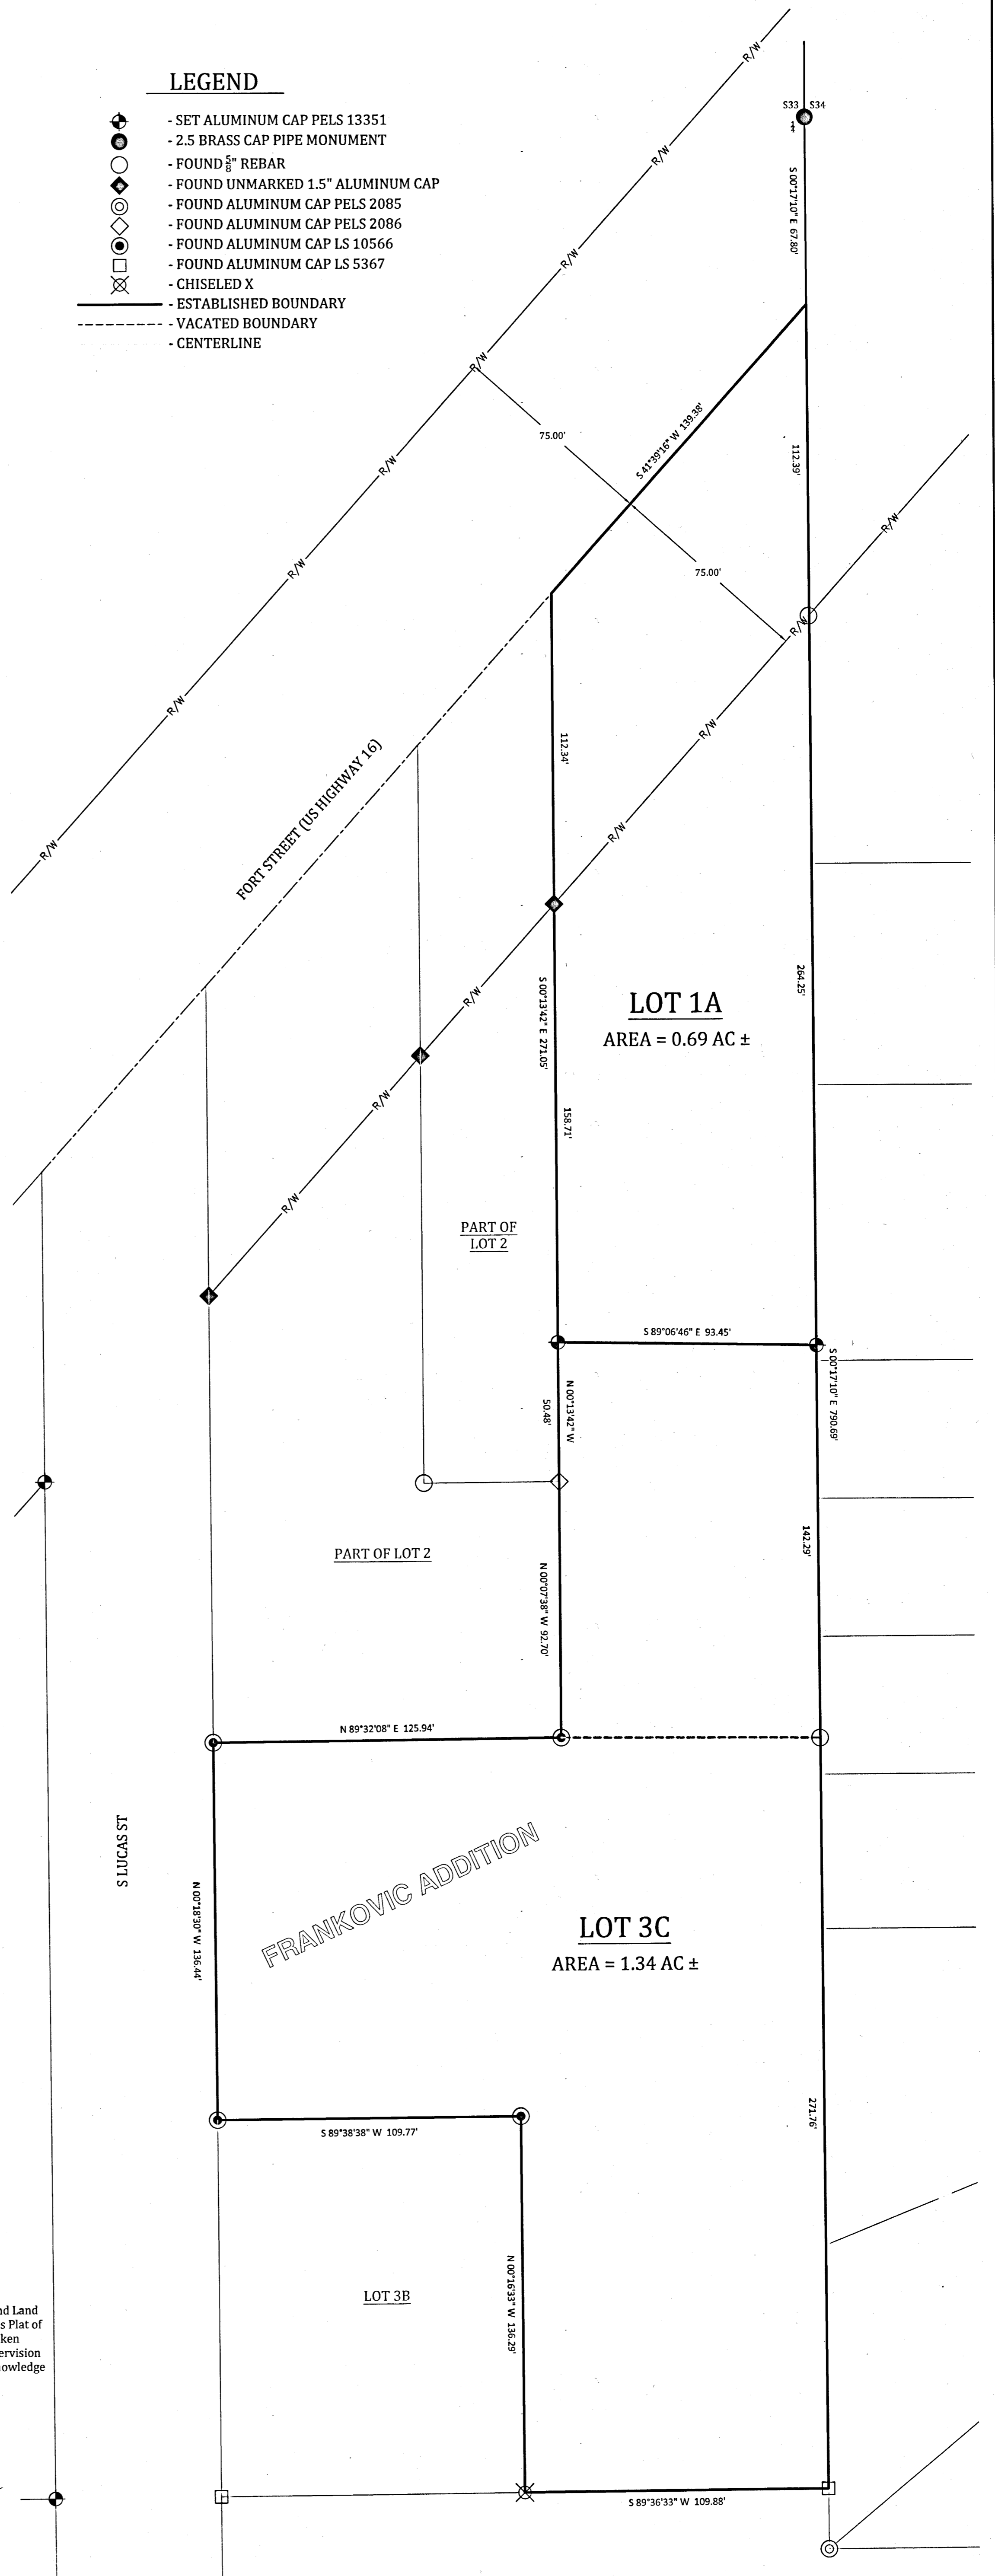 LEGEND
- SET ALUMINUM CAP PELS 13351
- 2.5 BRASS CAP PIPE MONUMENT
- FOUND 5/8" REBAR
- FOUND UNMARKED 1.5" ALUMINUM CAP
- FOUND ALUMINUM CAP PELS 2085
- FOUND ALUMINUM CAP PELS 2086
- FOUND ALUMINUM CAP LS 10566
- FOUND ALUMINUM CAP LS 5367
- CHISELED X
- ESTABLISHED BOUNDARY
- VACATED BOUNDARY
- CENTERLINE
R/W
S33 S34
R/W
S 00°17'10" E 67.80'
R/W
R/W
75.00'
S 41°39'16" W 139.38'
112.39'
R/W
R/W
R/W
75.00'
R/W
R/W
R/W
112.34'
FORT STREET (US HIGHWAY 16)
R/W
R/W
R/W
S 00°13'42" E 271.05'
264.25'
LOT 1A
AREA = 0.69 AC ±
R/W
158.71'
R/W
PART OF
LOT 2
S 89°06'46" E 93.45'
S 00°17'10" E 790.69'
N 00°13'42" W
50.48'
142.29'
PART OF LOT 2
N 00°07'38" W 92.70'
N 89°32'08" E 125.94'
S LUCAS ST
FRANKOVIC ADDITION
N 00°18'30" W 136.44'
LOT 3C
AREA = 1.34 AC ±
271.76'
S 89°38'38" W 109.77'
N 00°16'33" W 136.29'
LOT 3B
nd Land
s Plat of
ken
ervision
owledge
S 89°36'33" W 109.88'